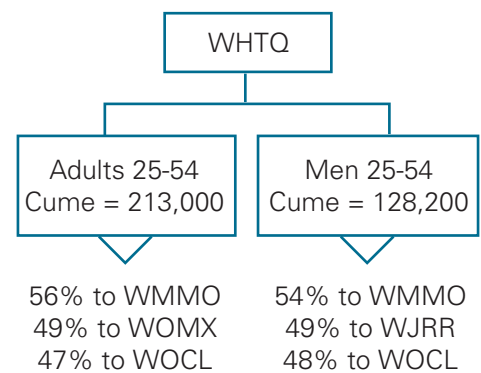 WHTQ
Adults 25-54
Cume = 213,000
Men 25-54
Cume = 128,200
56% to WMMO
49% to WOMX
47% to WOCL
54% to WMMO
49% to WJRR
48% to WOCL